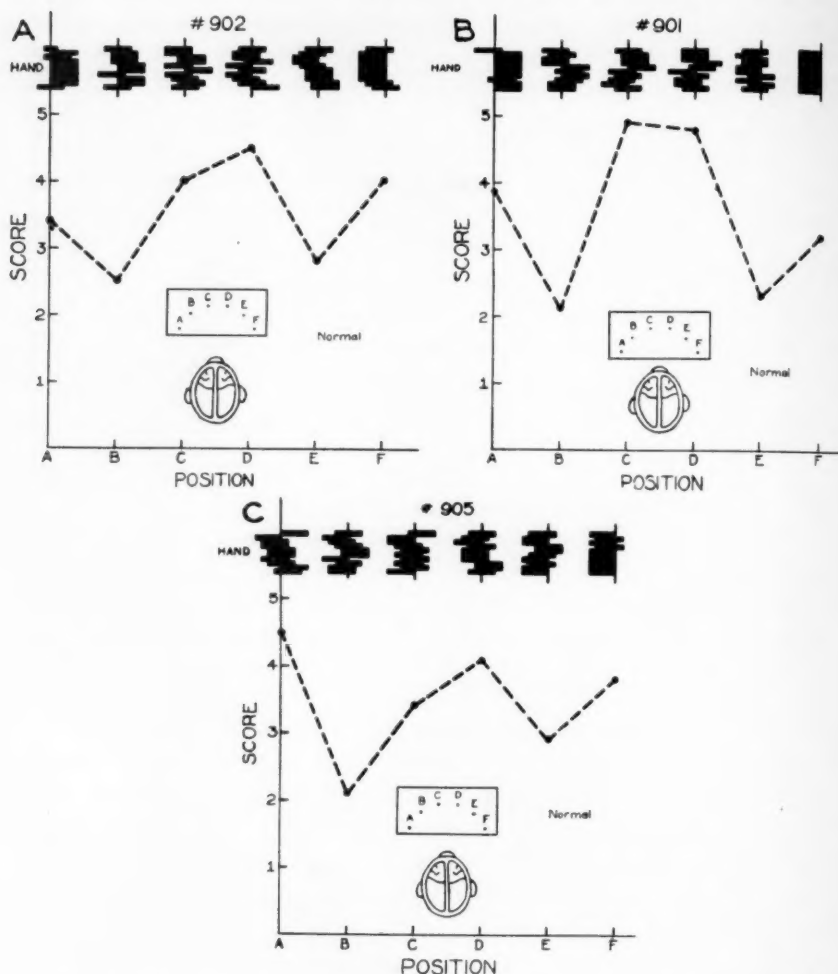 A
#902
HAND
5
4
3
2
1
SCORE
A B C D E F
Normal
A B C D E F
POSITION
B
#901
HAND
5
4
3
2
1
SCORE
A B C D E F
Normal
A B C D E F
POSITION
C
#905
HAND
5
4
3
2
1
SCORE
A B C D E F
Normal
A B C D E F
POSITION